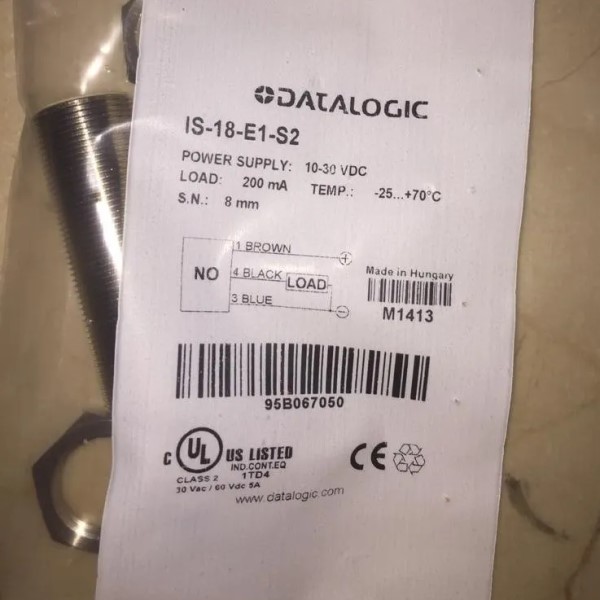 DATALOGIC
IS-18-E1-S2
POWER SUPPLY: 10-30 VDC
LOAD: 200 mA TEMP.: -25...+70°C
S.N.: 8 mm
1 BROWN +
NO 4 BLACK LOAD
3 BLUE -
Made in Hungary
M1413
95B067050
C UL US LISTED
IND.CONT.EQ
CLASS 2 1TD4
30 Vac / 60 Vdc 5A
CE
www.datalogic.com